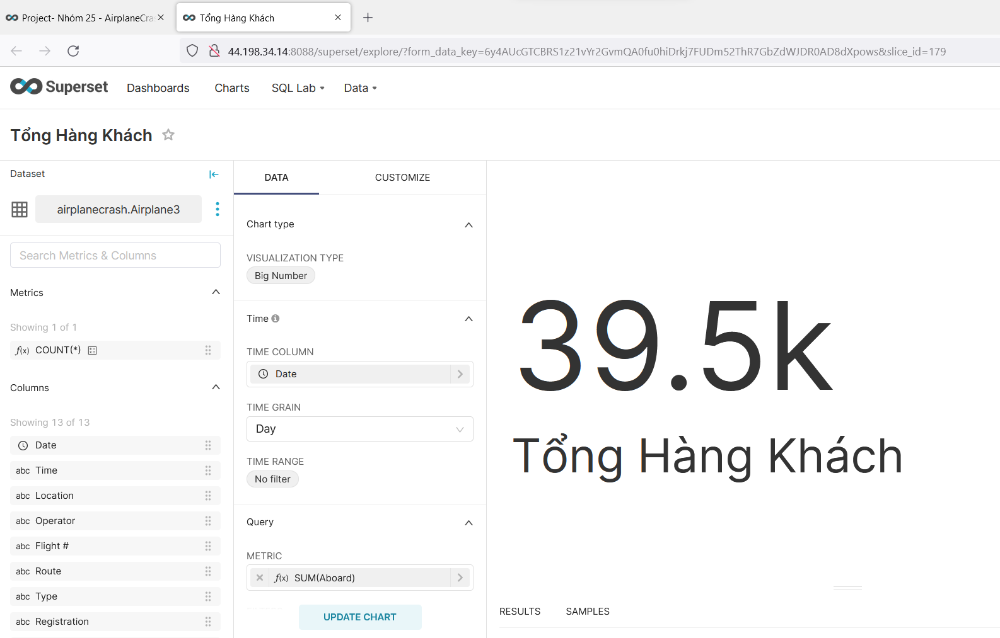 Project- Nhóm 25 - AirplaneCra
Tổng Hàng Khách
44.198.34.14:8088/superset/explore/?form_data_key=6y4AUcGTCBRS1z21vYr2GvmQA0fu0hiDrkj7FUDm52ThR7GbZdWJDR0AD8dXpows&slice_id=179
Superset
Dashboards
Charts
SQL Lab
Data
Tổng Hàng Khách
Dataset
airplanecrash.Airplane3
Search Metrics & Columns
Metrics
Showing 1 of 1
f(x) COUNT(*)
Columns
Showing 13 of 13
Date
abc Time
abc Location
abc Operator
abc Flight #
abc Route
abc Type
abc Registration
DATA
CUSTOMIZE
Chart type
VISUALIZATION TYPE
Big Number
Time
TIME COLUMN
Date
TIME GRAIN
Day
TIME RANGE
No filter
Query
METRIC
f(x) SUM(Aboard)
UPDATE CHART
39.5k
Tổng Hàng Khách
RESULTS
SAMPLES